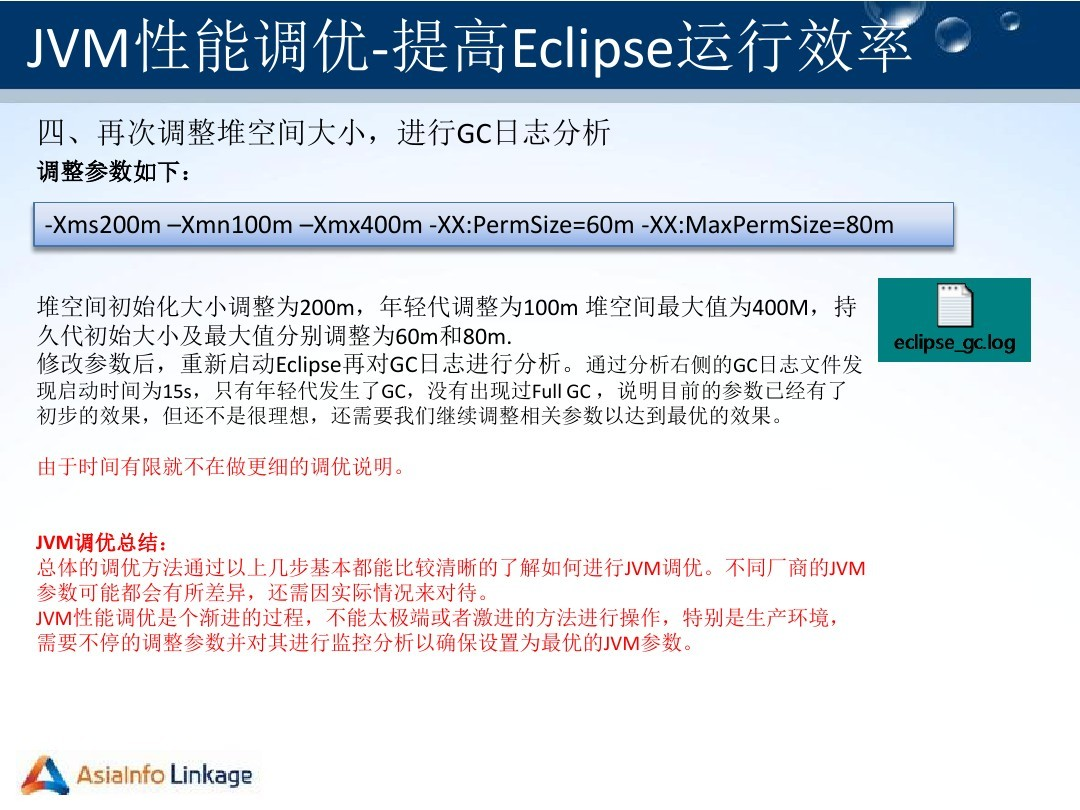 JVM性能调优-提高Eclipse运行效率
四、再次调整堆空间大小，进行GC日志分析
调整参数如下：
-Xms200m –Xmn100m –Xmx400m -XX:PermSize=60m -XX:MaxPermSize=80m
堆空间初始化大小调整为200m，年轻代调整为100m 堆空间最大值为400M，持
久代初始大小及最大值分别调整为60m和80m.
修改参数后，重新启动Eclipse再对GC日志进行分析。通过分析右侧的GC日志文件发
现启动时间为15s，只有年轻代发生了GC，没有出现过Full GC ，说明目前的参数已经有了
初步的效果，但还不是很理想，还需要我们继续调整相关参数以达到最优的效果。
eclipse_gc.log
由于时间有限就不在做更细的调优说明。
JVM调优总结：
总体的调优方法通过以上几步基本都能比较清晰的了解如何进行JVM调优。不同厂商的JVM
参数可能都会有所差异，还需因实际情况来对待。
JVM性能调优是个渐进的过程，不能太极端或者激进的方法进行操作，特别是生产环境，
需要不停的调整参数并对其进行监控分析以确保设置为最优的JVM参数。
AsiaInfo Linkage